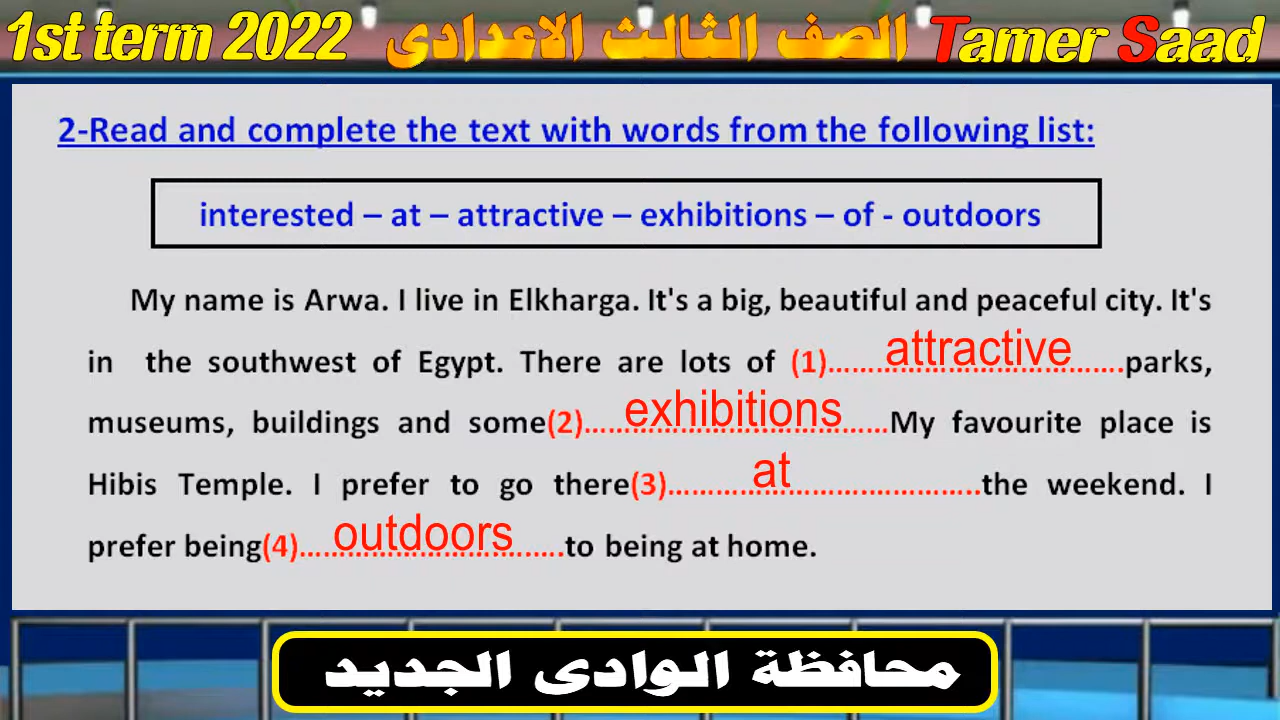 1st term 2022 الصف الثالث الاعدادى Tamer Saad
2-Read and complete the text with words from the following list:
interested – at – attractive – exhibitions – of - outdoors
My name is Arwa. I live in Elkharga. It's a big, beautiful and peaceful city. It's
in the southwest of Egypt. There are lots of (1)……attractive……parks,
museums, buildings and some(2)……exhibitions……My favourite place is
Hibis Temple. I prefer to go there(3)……at……the weekend. I
prefer being(4)……outdoors……to being at home.
محافظة الوادى الجديد